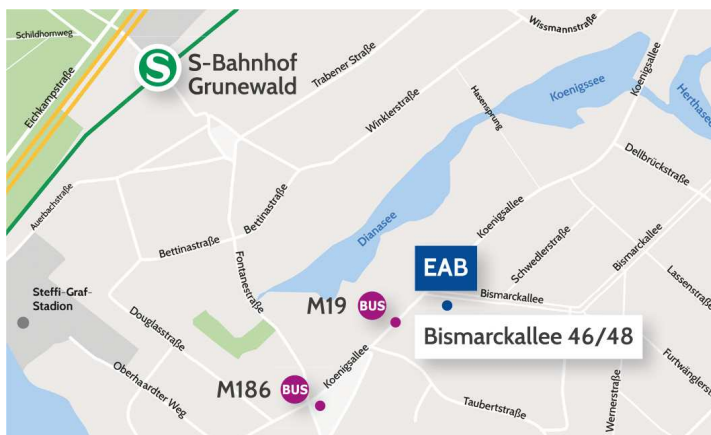 Schildhornweg
Eichkampstraße
S
S-Bahnhof
Grunewald
Trabener Straße
Wissmannstraße
Koenigsallee
Koenigssee
Herthasee
Winklerstraße
Hasensprung
Dellbrückstraße
Auerbachstraße
Bettinastraße
Bettinastraße
Fontanestraße
Dianasee
Koenigsallee
Schwedlerstraße
Bismarckallee
Lassenstraße
EAB
Bismarckallee
Steffi-Graf-
Stadion
Douglasstraße
M19
BUS
Bismarckallee 46/48
Oberhaardter Weg
Koenigsallee
M186
BUS
Taubertstraße
Wernerstraße